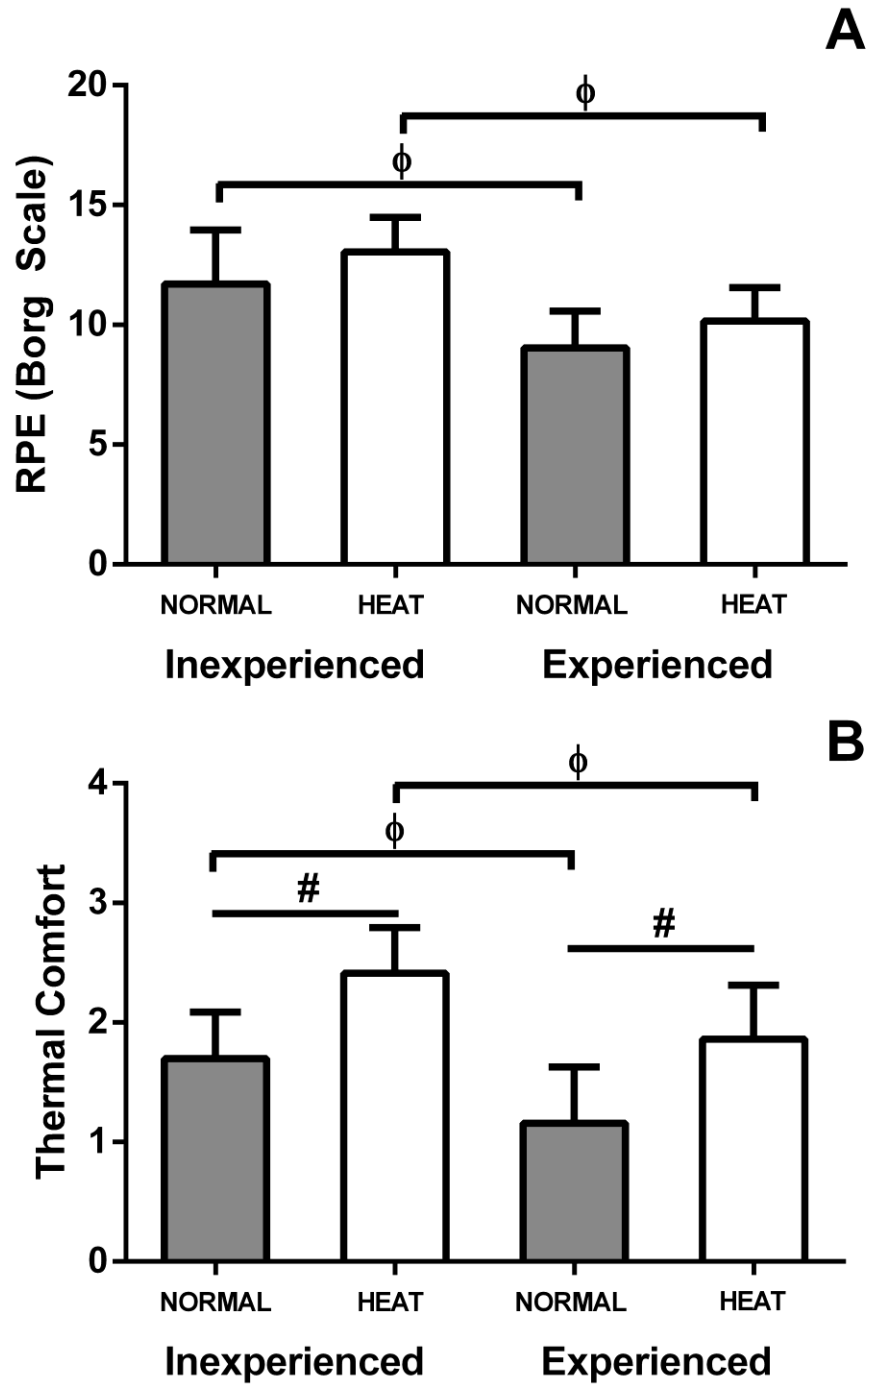 A
RPE (Borg Scale)
20
15
10
5
0
ϕ
ϕ
NORMAL HEAT NORMAL HEAT
Inexperienced Experienced
B
Thermal Comfort
4
3
2
1
0
ϕ
ϕ
#
#
NORMAL HEAT NORMAL HEAT
Inexperienced Experienced